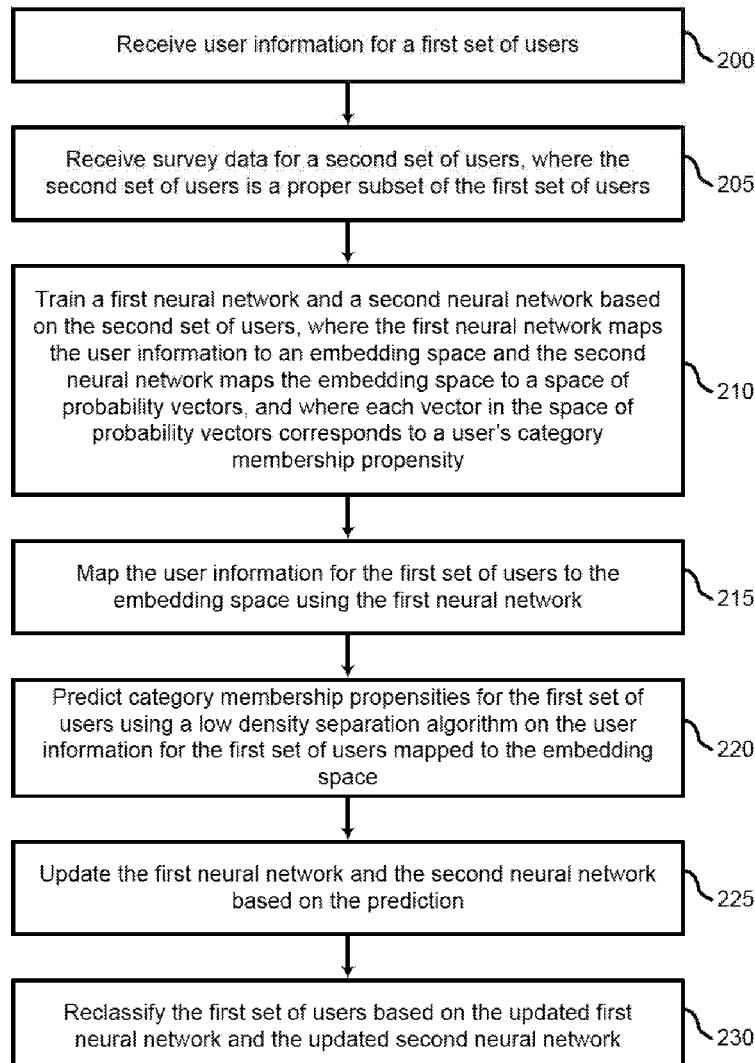 Receive user information for a first set of users
200
Receive survey data for a second set of users, where the
second set of users is a proper subset of the first set of users
205
Train a first neural network and a second neural network based
on the second set of users, where the first neural network maps
the user information to an embedding space and the second
neural network maps the embedding space to a space of
probability vectors, and where each vector in the space of
probability vectors corresponds to a user's category
membership propensity
210
Map the user information for the first set of users to the
embedding space using the first neural network
215
Predict category membership propensities for the first set of
users using a low density separation algorithm on the user
information for the first set of users mapped to the embedding
space
220
Update the first neural network and the second neural network
based on the prediction
225
Reclassify the first set of users based on the updated first
neural network and the updated second neural network
230